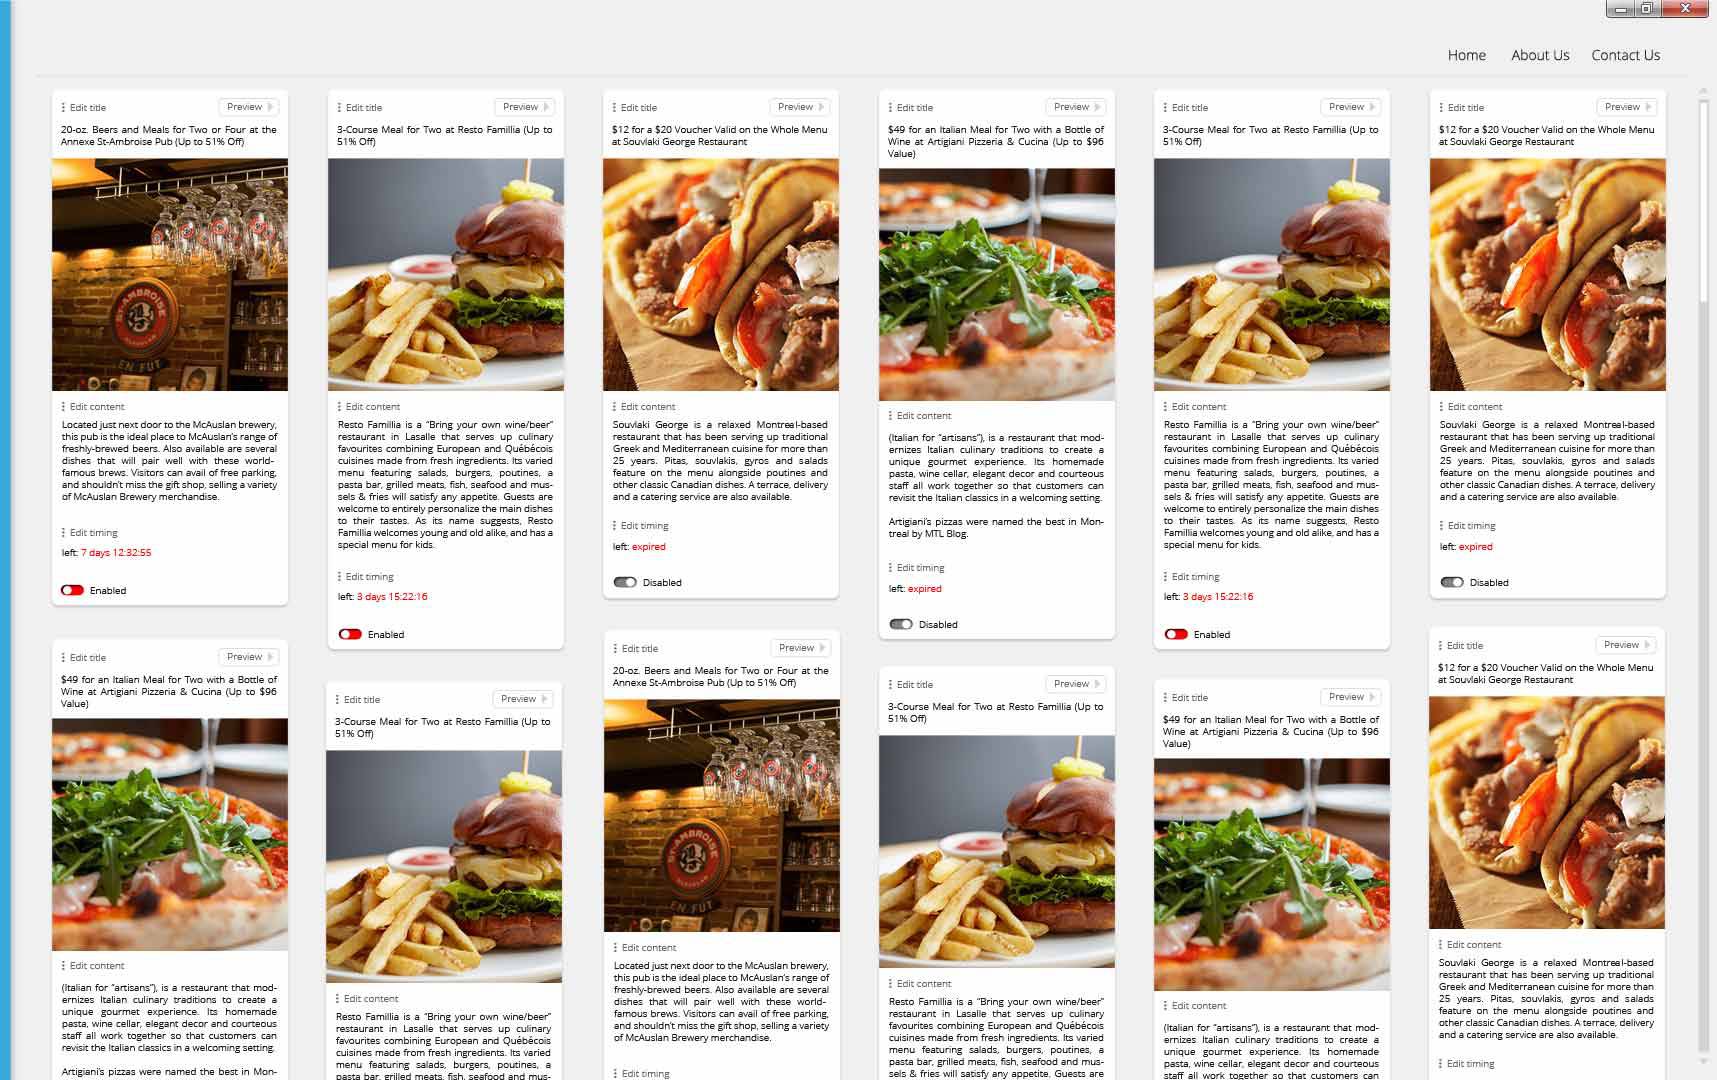 Home
About Us
Contact Us
Edit title
Preview
20-oz. Beers and Meals for Two or Four at the
Annexe St-Ambroise Pub (Up to 51% Off)
ST-AMBROISE
EN FUT
Edit content
Located just next door to the McAuslan brewery,
this pub is the ideal place to McAuslan's range of
freshly-brewed beers. Also available are several
dishes that will pair well with these world-
famous brews. Visitors can avail of free parking,
and shouldn't miss the gift shop, selling a variety
of McAuslan Brewery merchandise.
Edit timing
left: 7 days 12:32:55
Enabled
Edit title
Preview
3-Course Meal for Two at Resto Famillia (Up to
51% Off)
Edit content
Resto Famillia is a "Bring your own wine/beer"
restaurant in Lasalle that serves up culinary
favourites combining European and Québécois
cuisines made from fresh ingredients. Its varied
menu featuring salads, burgers, poutines, a
pasta bar, grilled meats, fish, seafood and mus-
sels & fries will satisfy any appetite. Guests are
welcome to entirely personalize the main dishes
to their tastes. As its name suggests, Resto
Famillia welcomes young and old alike, and has a
special menu for kids.
Edit timing
left: 3 days 15:22:16
Enabled
Edit title
Preview
$12 for a $20 Voucher Valid on the Whole Menu
at Souvlaki George Restaurant
Edit content
Souvlaki George is a relaxed Montreal-based
restaurant that has been serving up traditional
Greek and Mediterranean cuisine for more than
25 years. Pitas, souvlakis, gyros and salads
feature on the menu alongside poutines and
other classic Canadian dishes. A terrace, delivery
and a catering service are also available.
Edit timing
left: expired
Disabled
Edit title
Preview
$49 for an Italian Meal for Two with a Bottle of
Wine at Artigiani Pizzeria & Cucina (Up to $96
Value)
Edit content
(Italian for "artisans"), is a restaurant that mod-
ernizes Italian culinary traditions to create a
unique gourmet experience. Its homemade
pasta, wine cellar, elegant decor and courteous
staff all work together so that customers can
revisit the Italian classics in a welcoming setting.
Artigiani's pizzas were named the best in Mon-
treal by MTL Blog.
Edit timing
left: expired
Disabled
Edit title
Preview
3-Course Meal for Two at Resto Famillia (Up to
51% Off)
Edit content
Resto Famillia is a "Bring your own wine/beer"
restaurant in Lasalle that serves up culinary
favourites combining European and Québécois
cuisines made from fresh ingredients. Its varied
menu featuring salads, burgers, poutines, a
pasta bar, grilled meats, fish, seafood and mus-
sels & fries will satisfy any appetite. Guests are
welcome to entirely personalize the main dishes
to their tastes. As its name suggests, Resto
Famillia welcomes young and old alike, and has a
special menu for kids.
Edit timing
left: 3 days 15:22:16
Enabled
Edit title
Preview
$12 for a $20 Voucher Valid on the Whole Menu
at Souvlaki George Restaurant
Edit content
Souvlaki George is a relaxed Montreal-based
restaurant that has been serving up traditional
Greek and Mediterranean cuisine for more than
25 years. Pitas, souvlakis, gyros and salads
feature on the menu alongside poutines and
other classic Canadian dishes. A terrace, delivery
and a catering service are also available.
Edit timing
left: expired
Disabled
Edit title
Preview
$49 for an Italian Meal for Two with a Bottle of
Wine at Artigiani Pizzeria & Cucina (Up to $96
Value)
Edit content
(Italian for "artisans"), is a restaurant that mod-
ernizes Italian culinary traditions to create a
unique gourmet experience. Its homemade
pasta, wine cellar, elegant decor and courteous
staff all work together so that customers can
revisit the Italian classics in a welcoming setting.
Artigiani's pizzas were named the best in Mon-
Edit title
Preview
3-Course Meal for Two at Resto Famillia (Up to
51% Off)
Edit content
Resto Famillia is a "Bring your own wine/beer"
restaurant in Lasalle that serves up culinary
favourites combining European and Québécois
cuisines made from fresh ingredients. Its varied
menu featuring salads, burgers, poutines, a
pasta bar, grilled meats, fish, seafood and mus-
Edit title
Preview
20-oz. Beers and Meals for Two or Four at the
Annexe St-Ambroise Pub (Up to 51% Off)
ST-AMBROISE
EN FUT
Edit content
Located just next door to the McAuslan brewery,
this pub is the ideal place to McAuslan's range of
freshly-brewed beers. Also available are several
dishes that will pair well with these world-
famous brews. Visitors can avail of free parking,
and shouldn't miss the gift shop, selling a variety
of McAuslan Brewery merchandise.
Edit timing
Edit title
Preview
3-Course Meal for Two at Resto Famillia (Up to
51% Off)
Edit content
Resto Famillia is a "Bring your own wine/beer"
restaurant in Lasalle that serves up culinary
favourites combining European and Québécois
cuisines made from fresh ingredients. Its varied
menu featuring salads, burgers, poutines, a
pasta bar, grilled meats, fish, seafood and mus-
sels & fries will satisfy any appetite. Guests are
Edit title
Preview
$49 for an Italian Meal for Two with a Bottle of
Wine at Artigiani Pizzeria & Cucina (Up to $96
Value)
Edit content
(Italian for "artisans"), is a restaurant that mod-
ernizes Italian culinary traditions to create a
unique gourmet experience. Its homemade
pasta, wine cellar, elegant decor and courteous
staff all work together so that customers can
Edit title
Preview
$12 for a $20 Voucher Valid on the Whole Menu
at Souvlaki George Restaurant
Edit content
Souvlaki George is a relaxed Montreal-based
restaurant that has been serving up traditional
Greek and Mediterranean cuisine for more than
25 years. Pitas, souvlakis, gyros and salads
feature on the menu alongside poutines and
other classic Canadian dishes. A terrace, delivery
and a catering service are also available.
Edit timing